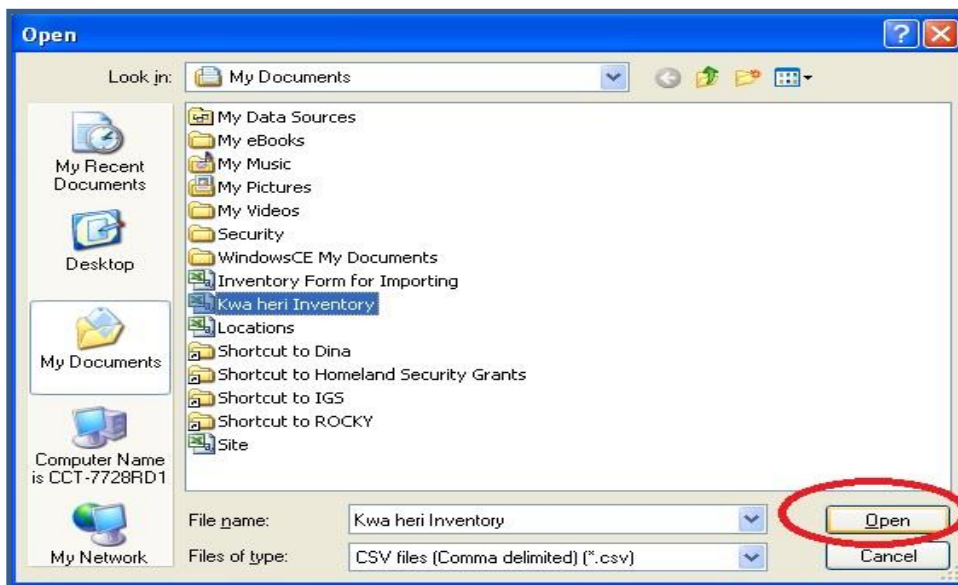 Open
Look in: My Documents
My Recent
Documents
Desktop
My Documents
Computer Name
is CCT-7728RD1
My Network
My Data Sources
My eBooks
My Music
My Pictures
My Videos
Security
WindowsCE My Documents
Inventory Form for Importing
Kwa heri Inventory
Locations
Shortcut to Dina
Shortcut to Homeland Security Grants
Shortcut to IGS
Shortcut to ROCKY
Site
File name: Kwa heri Inventory
Open
Files of type: CSV files (Comma delimited) (*.csv)
Cancel